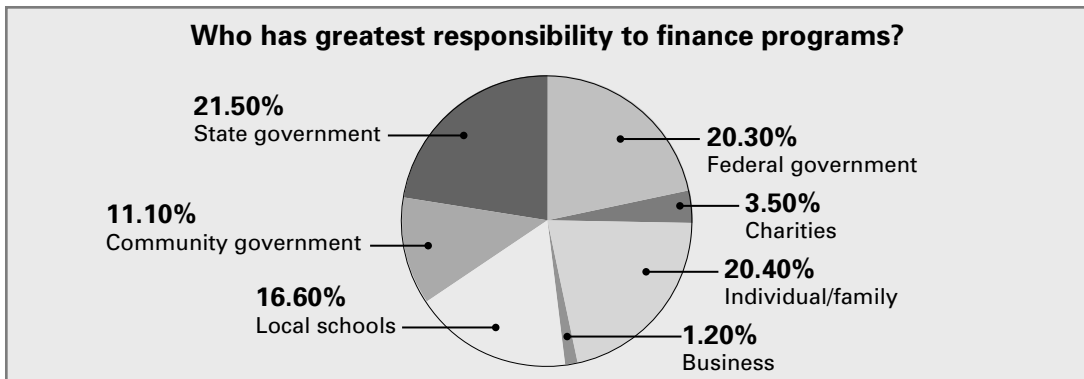 Who has greatest responsibility to finance programs?
21.50%
State government
20.30%
Federal government
11.10%
Community government
3.50%
Charities
16.60%
Local schools
20.40%
Individual/family
1.20%
Business